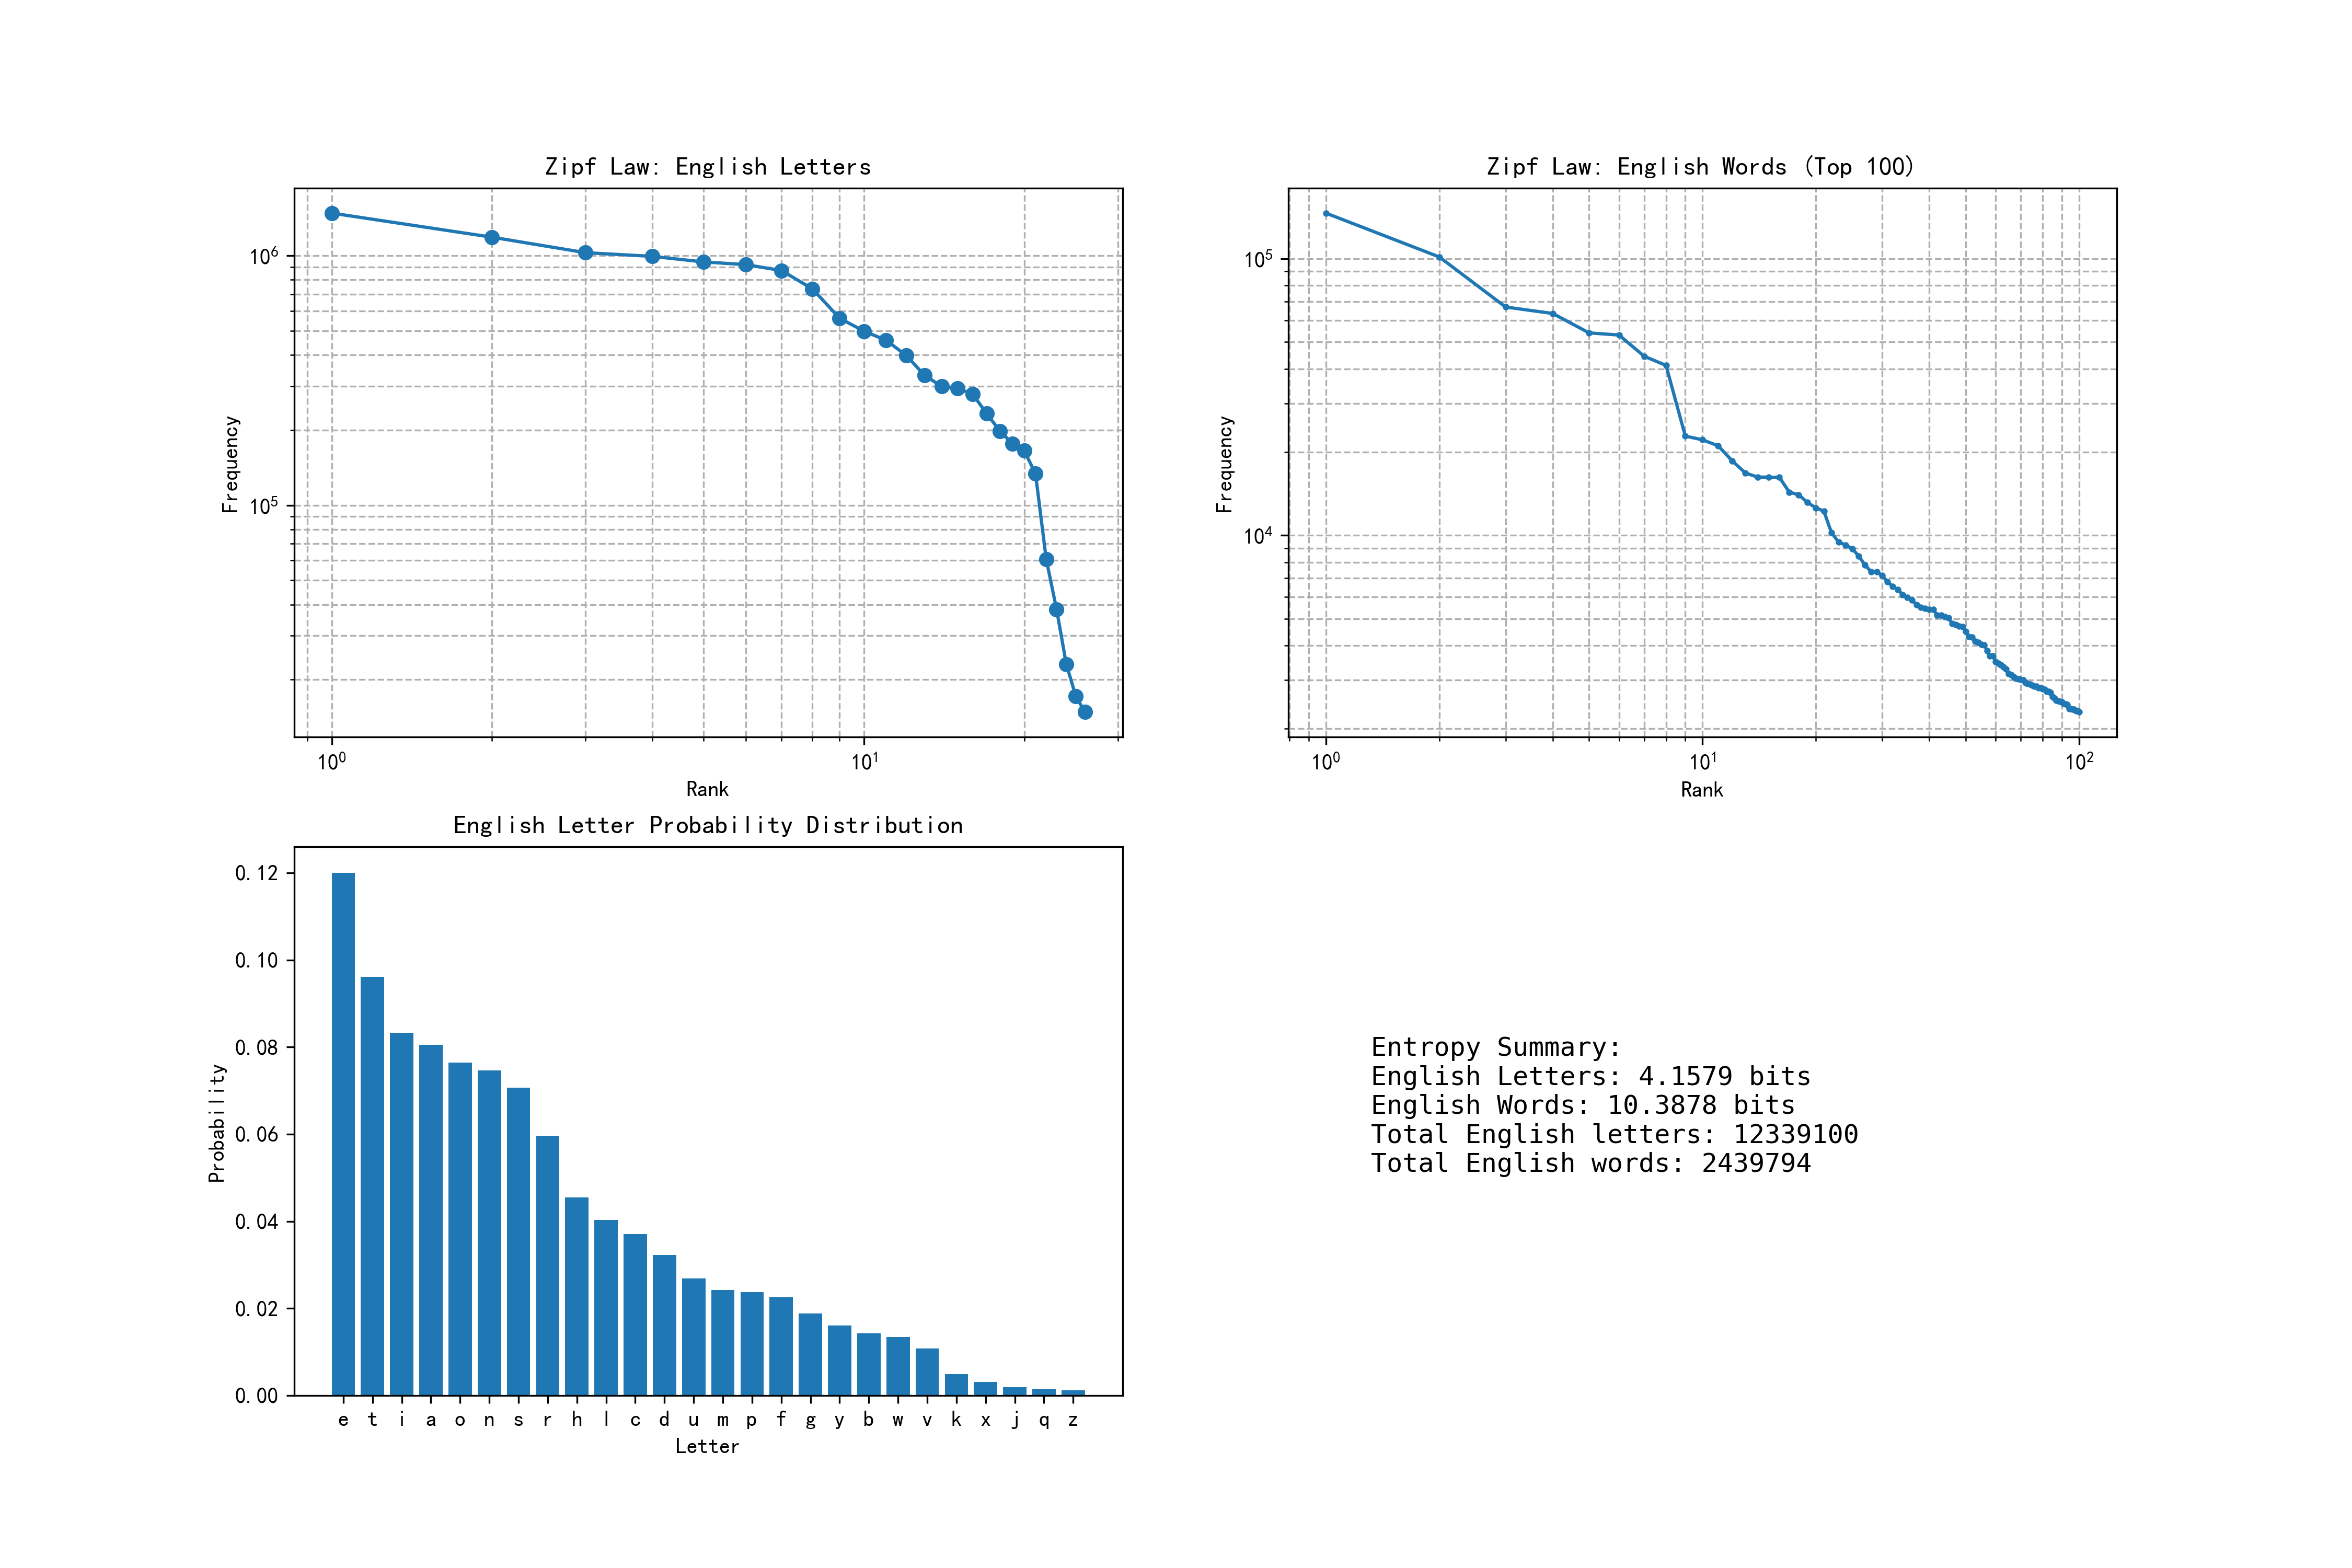 Zipf Law: English Letters
Frequency
10⁶
10⁵
10⁰ 10¹
Rank
Zipf Law: English Words (Top 100)
Frequency
10⁵
10⁴
10⁰ 10¹ 10²
Rank
English Letter Probability Distribution
Probability
0.12
0.10
0.08
0.06
0.04
0.02
0.00
e t i a o n s r h l c d u m p f g y b w v k x j q z
Letter
Entropy Summary:
English Letters: 4.1579 bits
English Words: 10.3878 bits
Total English letters: 12339100
Total English words: 2439794